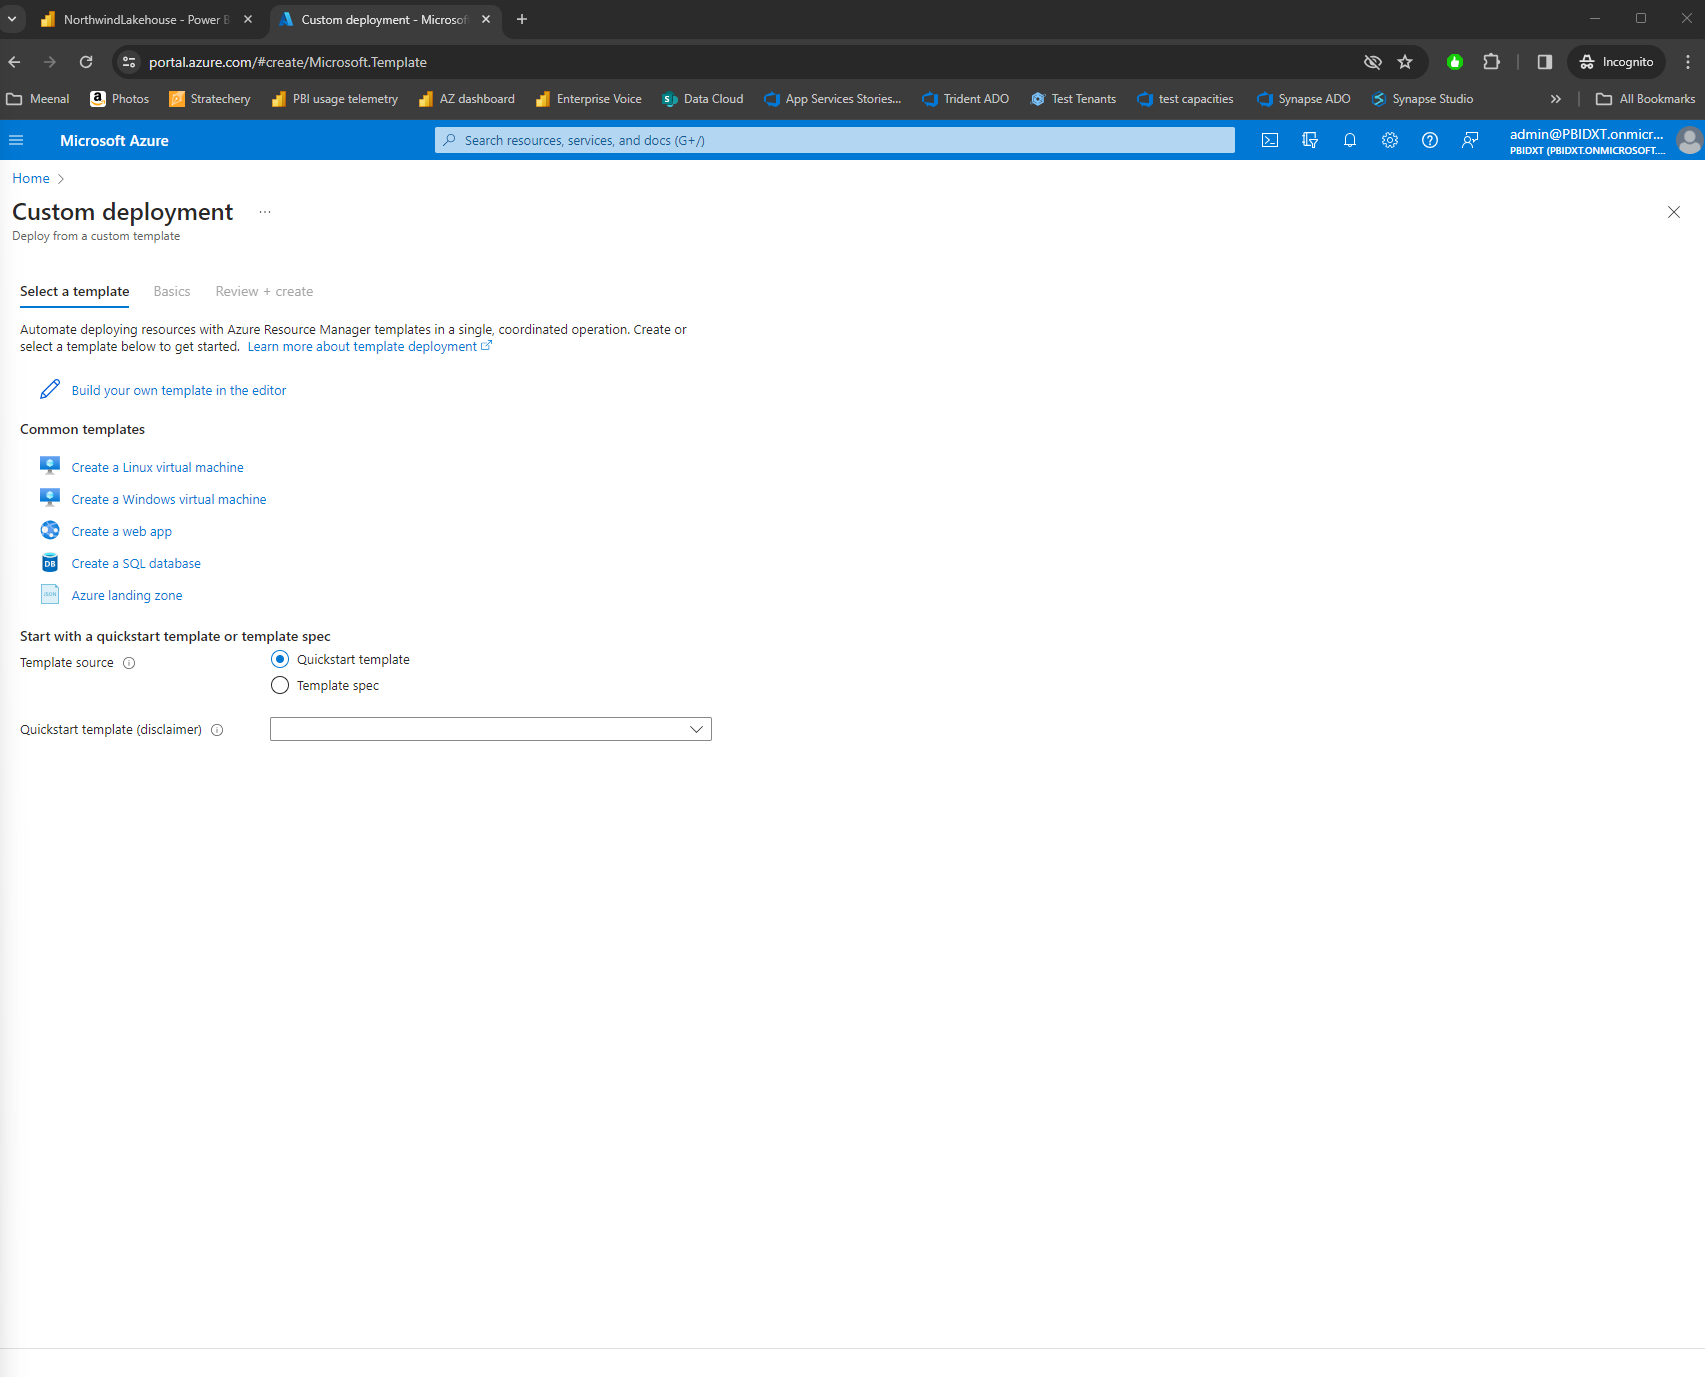 NorthwindLakehouse - Power B
Custom deployment - Microsof
portal.azure.com/#create/Microsoft.Template
Incognito
Meenal
Photos
Stratechery
PBI usage telemetry
AZ dashboard
Enterprise Voice
Data Cloud
App Services Stories...
Trident ADO
Test Tenants
test capacities
Synapse ADO
Synapse Studio
All Bookmarks
Microsoft Azure
Search resources, services, and docs (G+/)
admin@PBIDXT.onmicr...
PBIDXT (PBIDXT.ONMICROSOFT....
Home
Custom deployment ...
Deploy from a custom template
Select a template
Basics
Review + create
Automate deploying resources with Azure Resource Manager templates in a single, coordinated operation. Create or
select a template below to get started. Learn more about template deployment
Build your own template in the editor
Common templates
Create a Linux virtual machine
Create a Windows virtual machine
Create a web app
DB Create a SQL database
JSON Azure landing zone
Start with a quickstart template or template spec
Template source
Quickstart template
Template spec
Quickstart template (disclaimer)